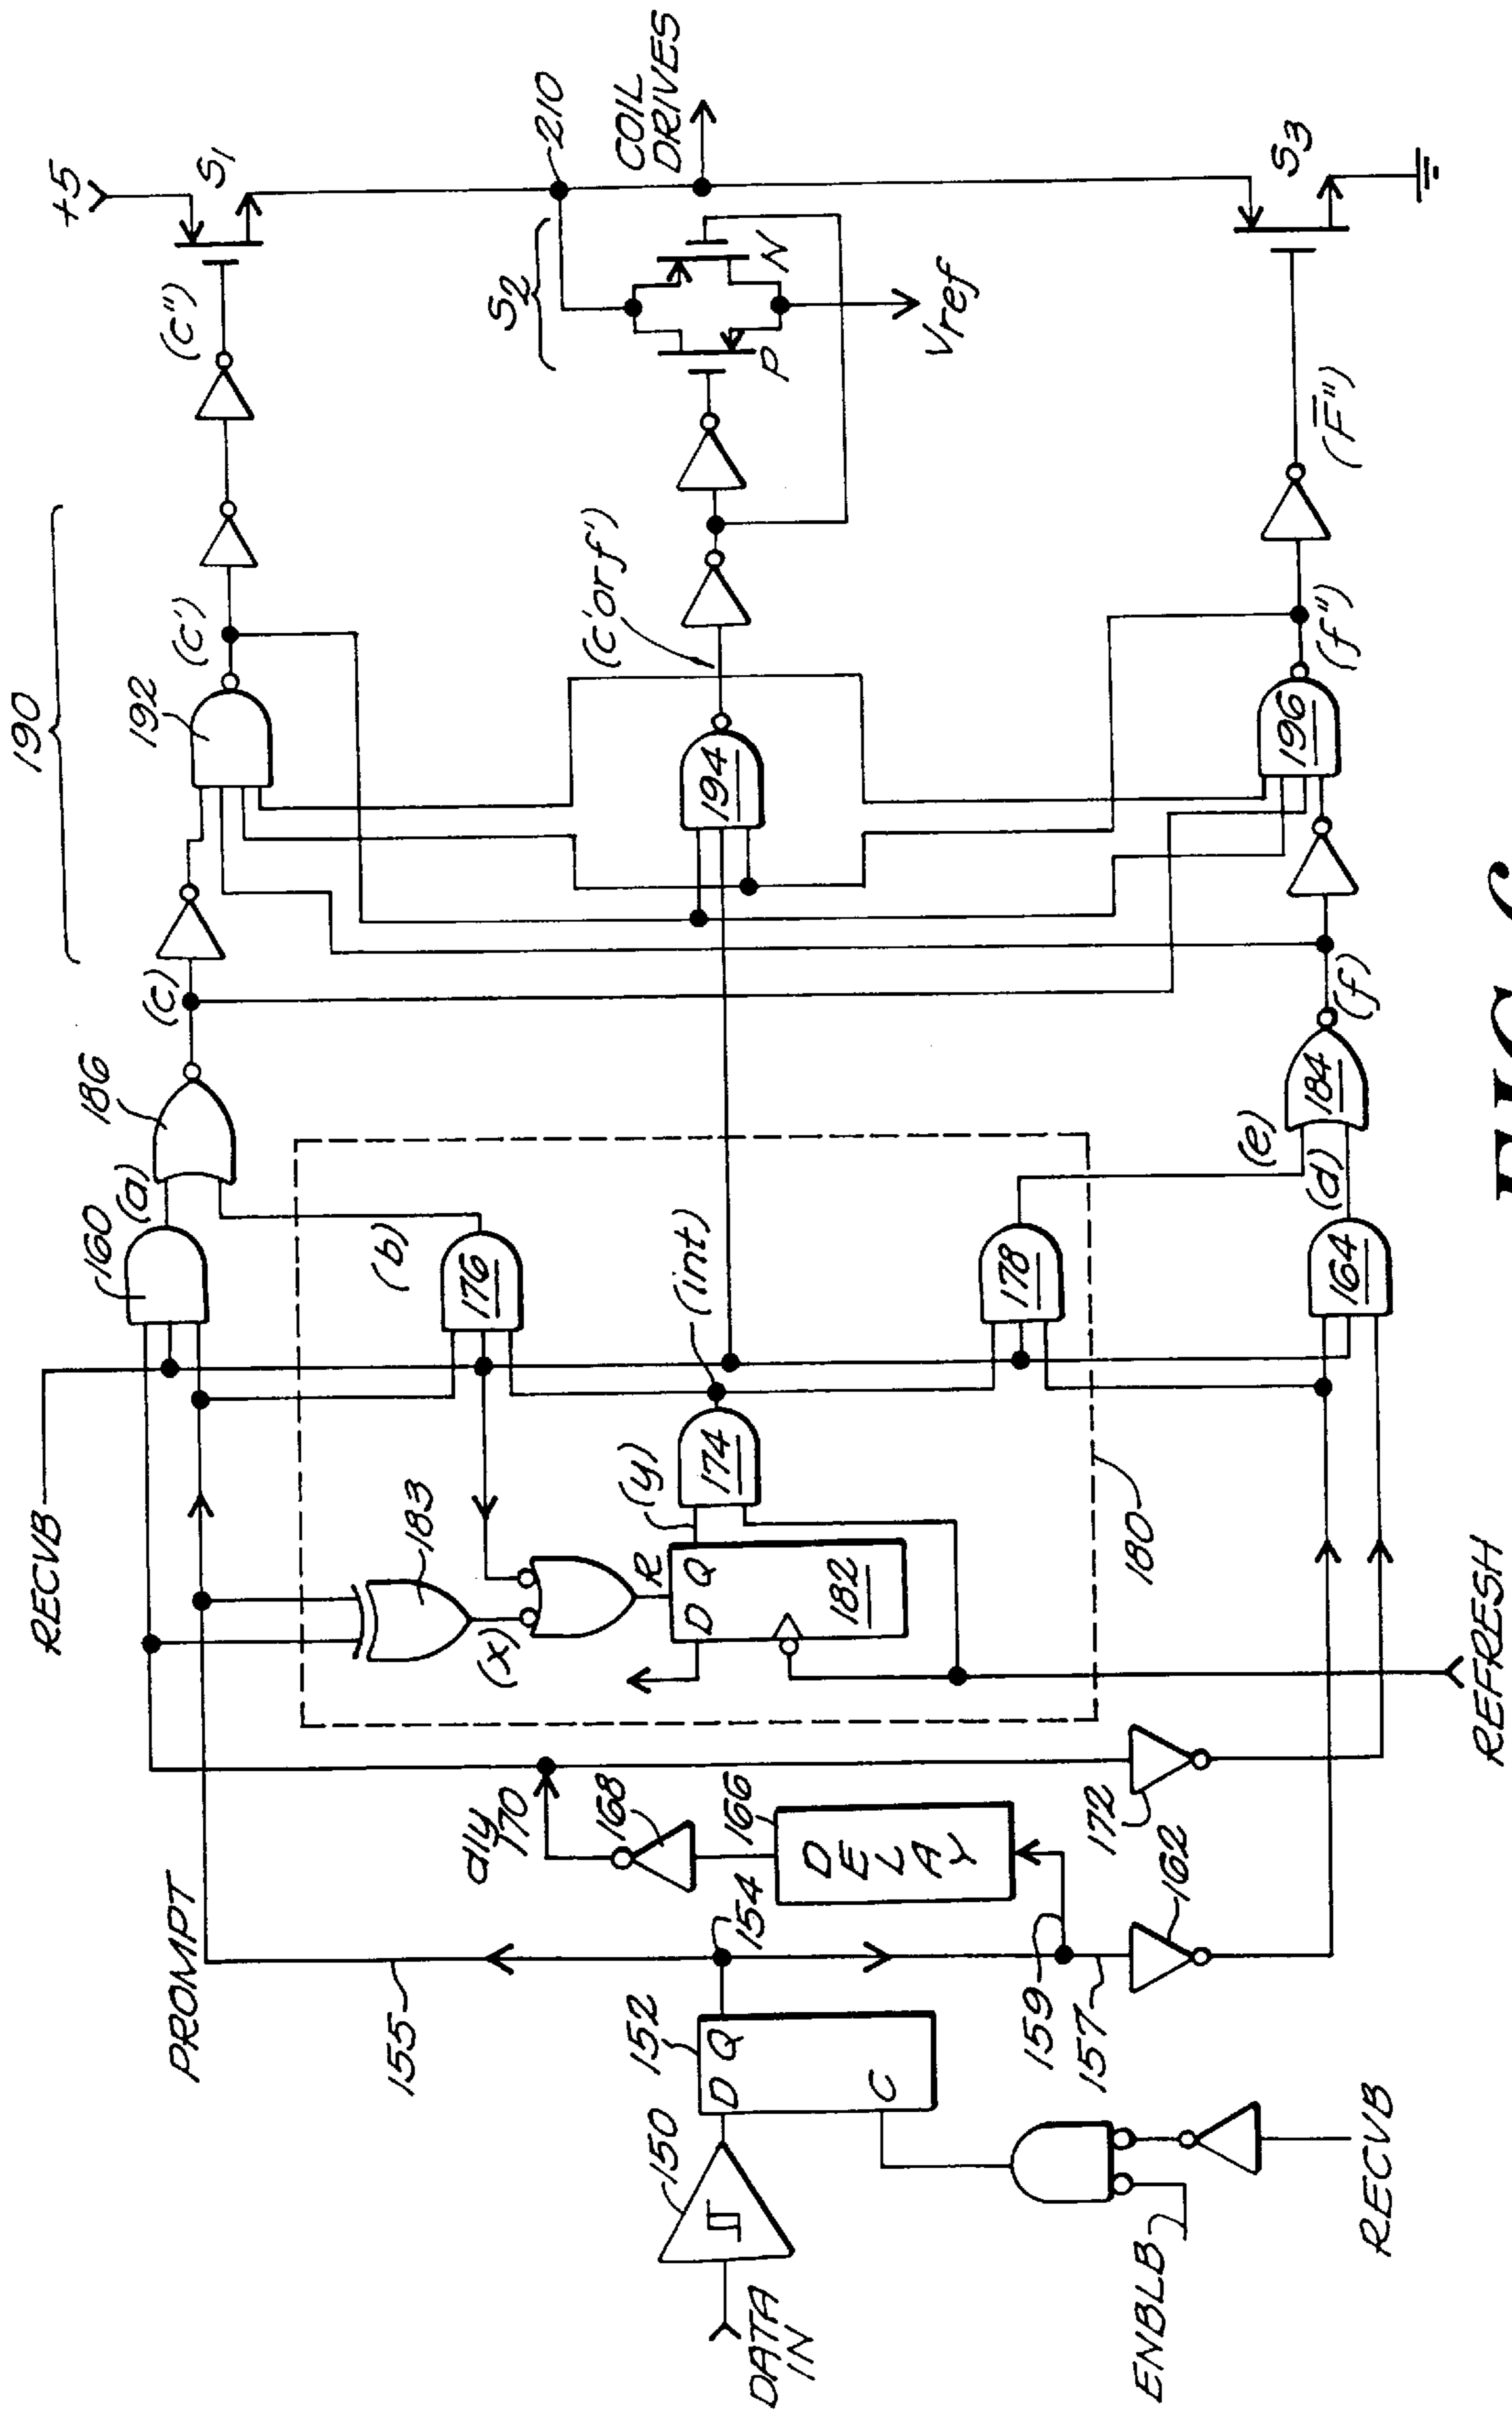 190
+5
RECVB
160
(a)
186
(c)
192
(c')
(c")
S1
PROMPT
183
(b)
176
(x)
R
(y)
D Q
182
174
(int)
194
(c'orf')
S2
210
COIL
DRIVES
P
N
Vref
155
dly
170
168
166
DELAY
154
150
152
D Q
C
DATA
IN
159
157
172
162
180
178
(e)
(d)
164
184
(f)
196
(f")
(F̅")
S3
ENBLB
RECVB
REFRESH